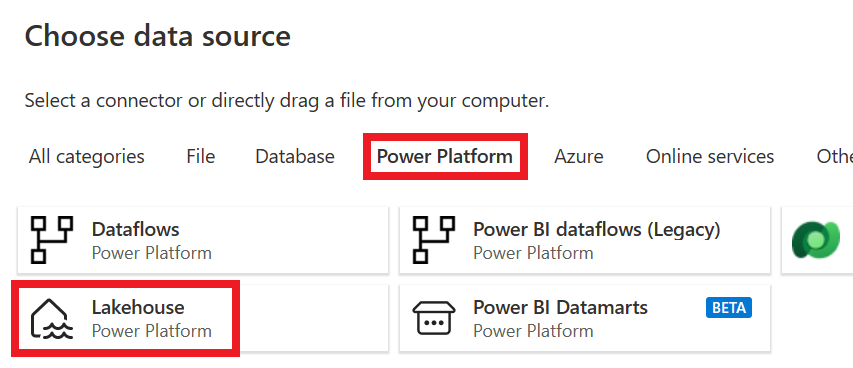 Choose data source
Select a connector or directly drag a file from your computer.
All categories File Database Power Platform Azure Online services Othe
Dataflows
Power Platform
Power BI dataflows (Legacy)
Power Platform
Lakehouse
Power Platform
Power BI Datamarts BETA
Power Platform